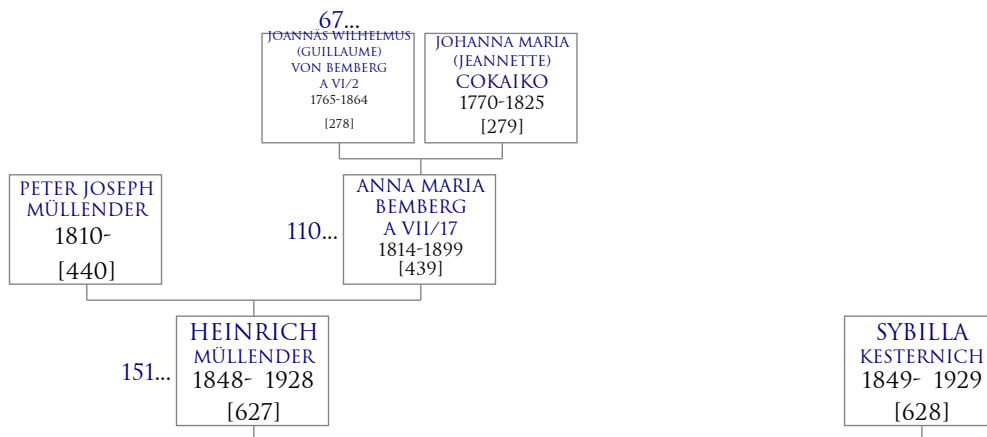 67...
JOANNÄS WILHELMUS
(GUILLAUME)
VON BEMBERG
A VI/2
1765-1864
[278]
JOHANNA MARIA
(JEANNETTE)
COKAIKO
1770-1825
[279]
PETER JOSEPH
MÜLLENDER
1810-
[440]
110...
ANNA MARIA
BEMBERG
A VII/17
1814-1899
[439]
151...
HEINRICH
MÜLLENDER
1848- 1928
[627]
SYBILLA
KESTERNICH
1849- 1929
[628]